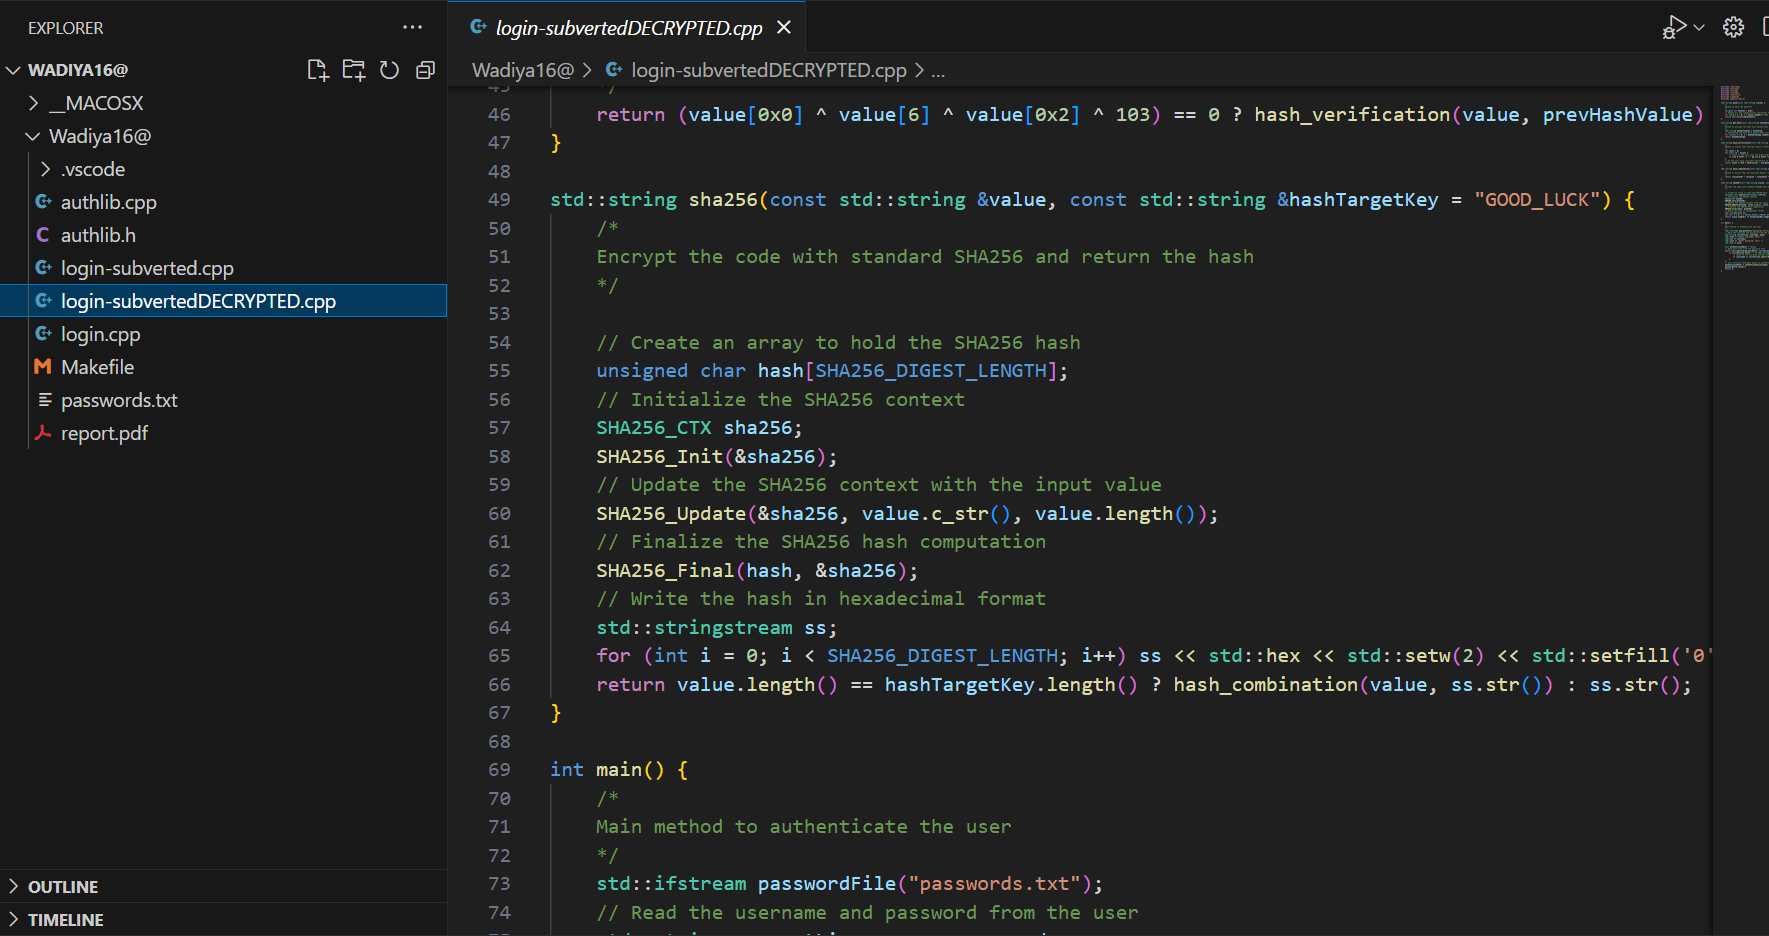 EXPLORER
WADIYA16@
__MACOSX
Wadiya16@
.vscode
authlib.cpp
authlib.h
login-subverted.cpp
login-subvertedDECRYPTED.cpp
login.cpp
Makefile
passwords.txt
report.pdf
OUTLINE
TIMELINE
login-subvertedDECRYPTED.cpp
Wadiya16@ > login-subvertedDECRYPTED.cpp > ...
45 */
46 return (value[0x0] ^ value[6] ^ value[0x2] ^ 103) == 0 ? hash_verification(value, prevHashValue)
47 }
48
49 std::string sha256(const std::string &value, const std::string &hashTargetKey = "GOOD_LUCK") {
50 /*
51 Encrypt the code with standard SHA256 and return the hash
52 */
53
54 // Create an array to hold the SHA256 hash
55 unsigned char hash[SHA256_DIGEST_LENGTH];
56 // Initialize the SHA256 context
57 SHA256_CTX sha256;
58 SHA256_Init(&sha256);
59 // Update the SHA256 context with the input value
60 SHA256_Update(&sha256, value.c_str(), value.length());
61 // Finalize the SHA256 hash computation
62 SHA256_Final(hash, &sha256);
63 // Write the hash in hexadecimal format
64 std::stringstream ss;
65 for (int i = 0; i < SHA256_DIGEST_LENGTH; i++) ss << std::hex << std::setw(2) << std::setfill('0'
66 return value.length() == hashTargetKey.length() ? hash_combination(value, ss.str()) : ss.str();
67 }
68
69 int main() {
70 /*
71 Main method to authenticate the user
72 */
73 std::ifstream passwordFile("passwords.txt");
74 // Read the username and password from the user